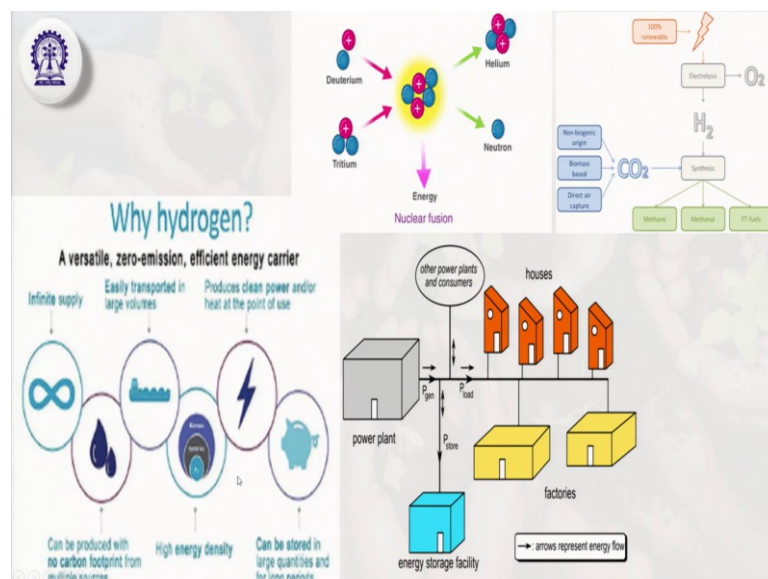 Deuterium
Tritium
Helium
Neutron
Energy
Nuclear fusion
100%
renewable
Electrolysis
O₂
H₂
Non-biogenic
origin
Biomass
based
Direct air
capture
CO₂
Synthesis
Methane
Methanol
FT-fuels
Why hydrogen?
A versatile, zero-emission, efficient energy carrier
Infinite supply
Easily transported in
large volumes
Produces clean power and/or
heat at the point of use
Can be produced with
no carbon footprint from
multiple sources
High energy density
Can be stored in
large quantities and
for long periods
other power plants
and consumers
houses
power plant
Pgen
Pload
Pstore
factories
energy storage facility
: arrows represent energy flow